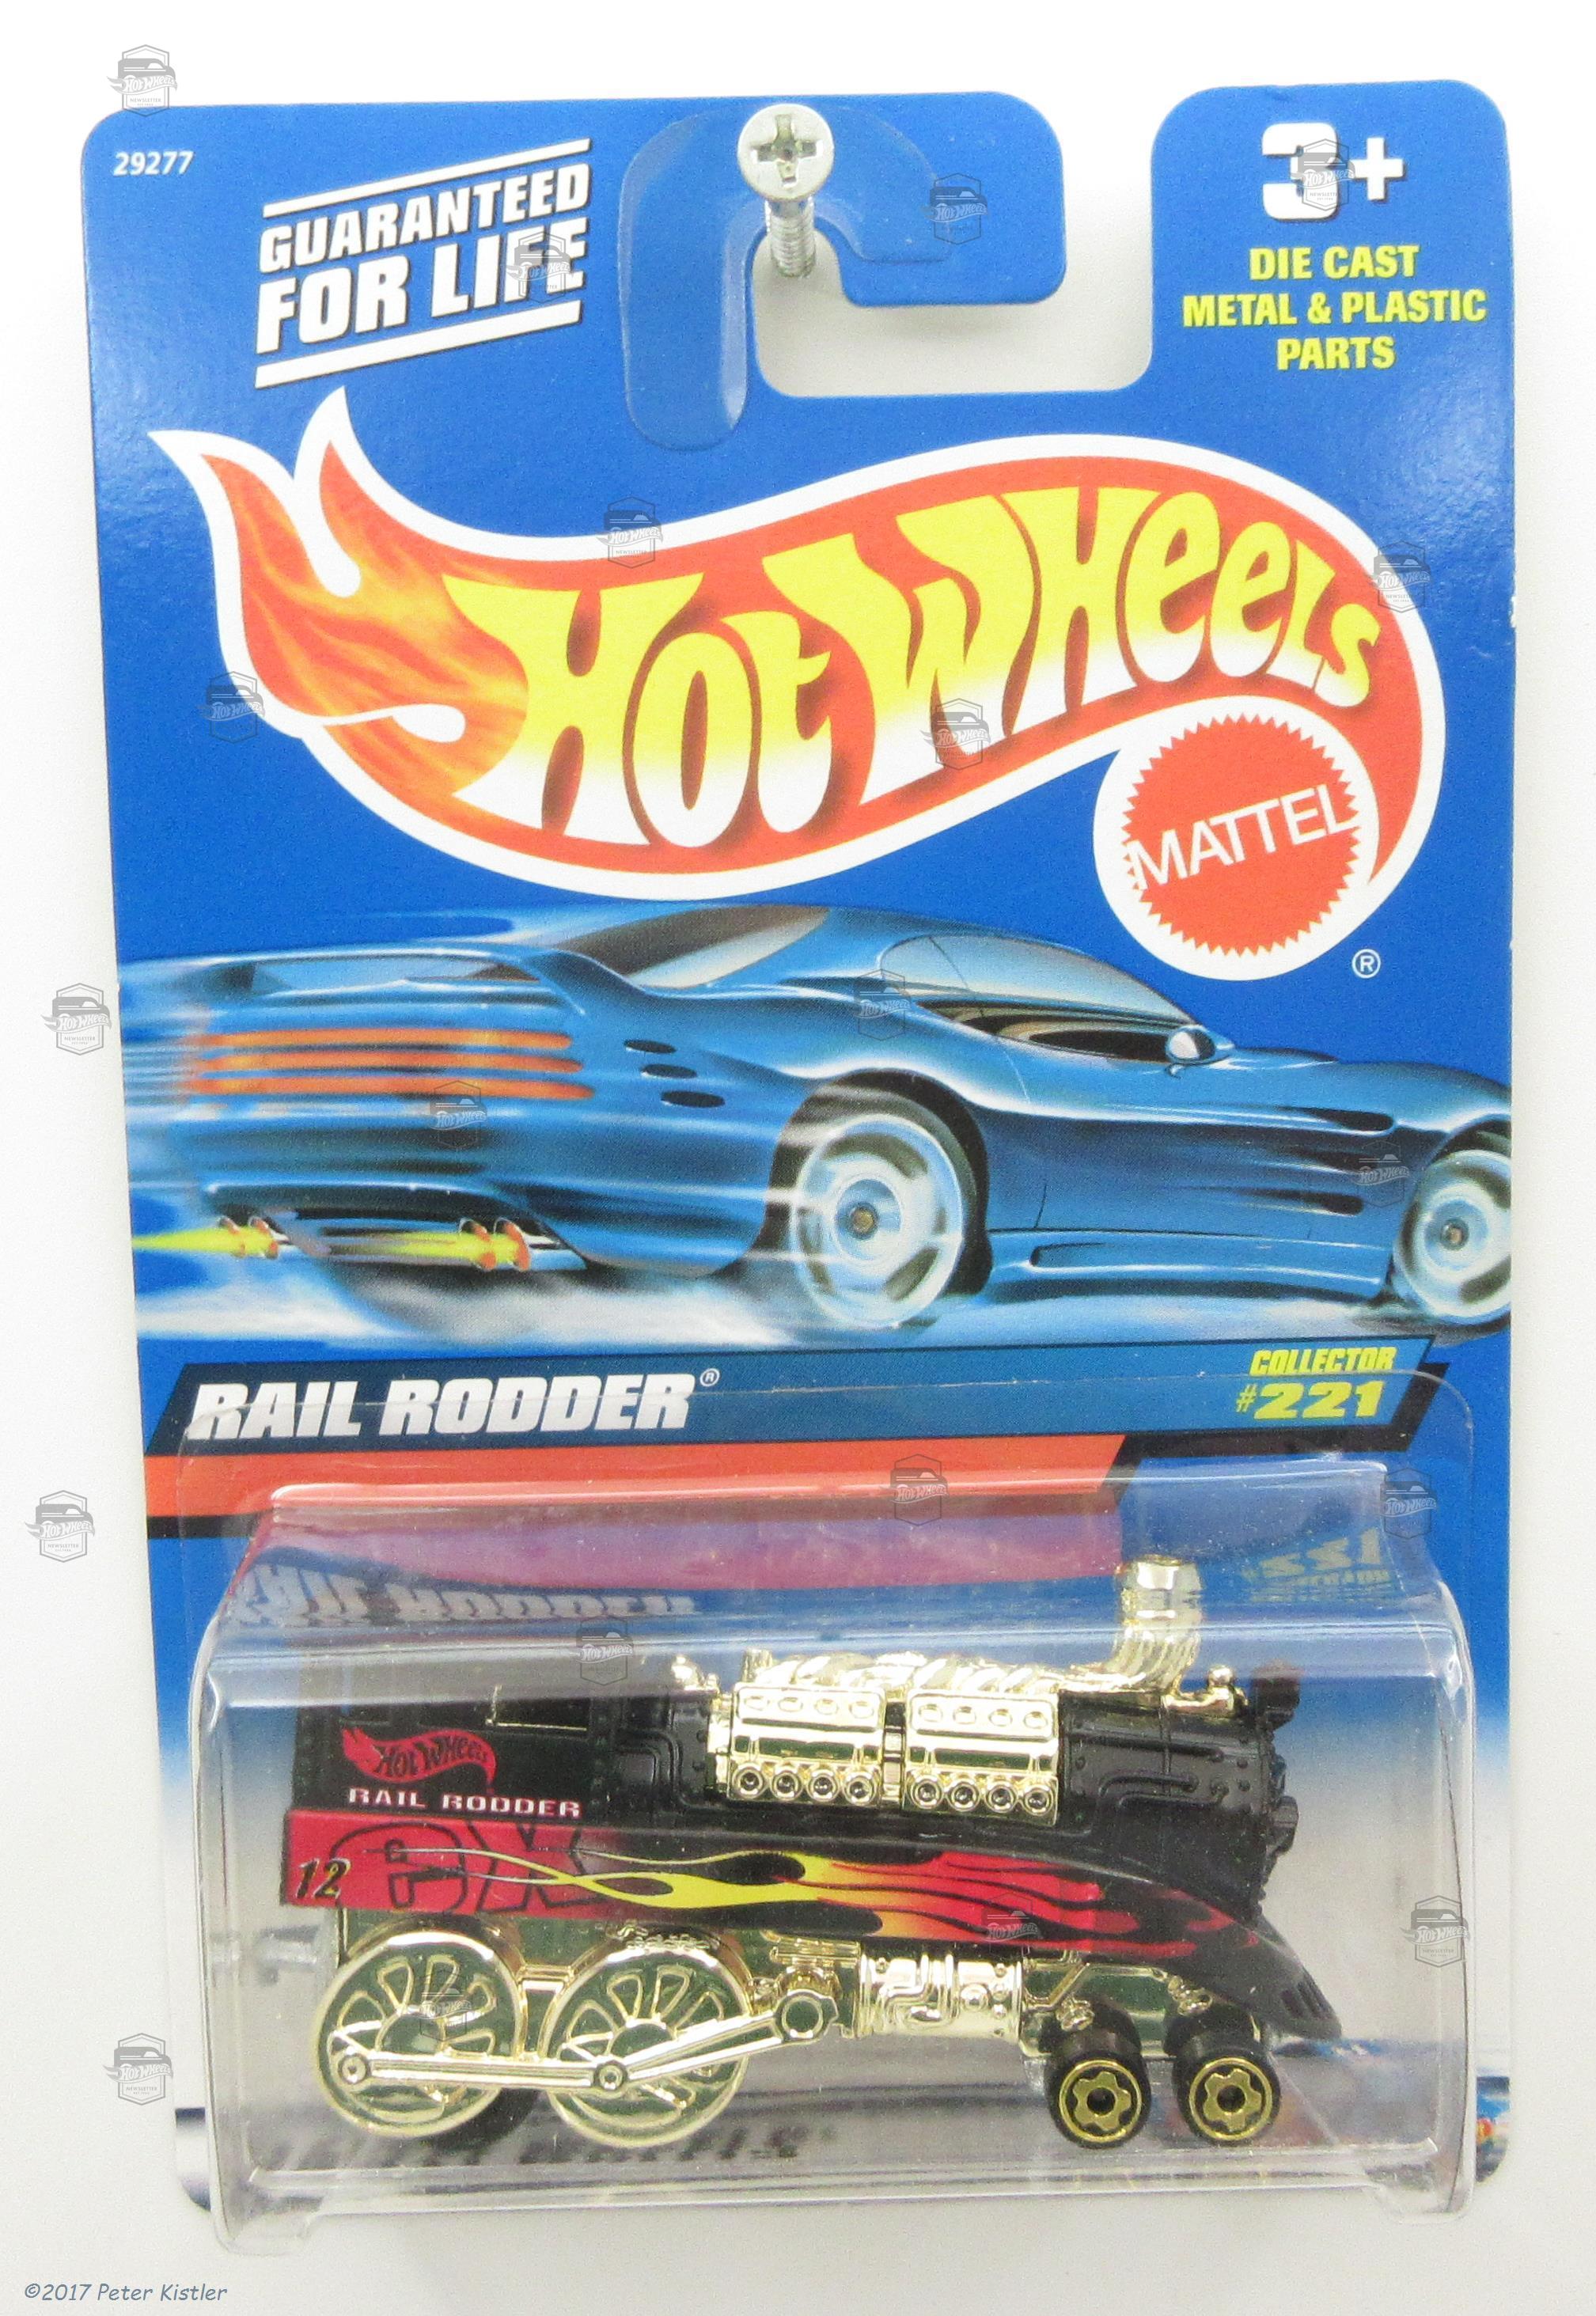 29277
GUARANTEED
FOR LIFE
3+
DIE CAST
METAL & PLASTIC
PARTS
HOT WHEELS
MATTEL
®
RAIL RODDER®
COLLECTOR
#221
HOT WHEELS
RAIL RODDER
12
©2017 Peter Kistler